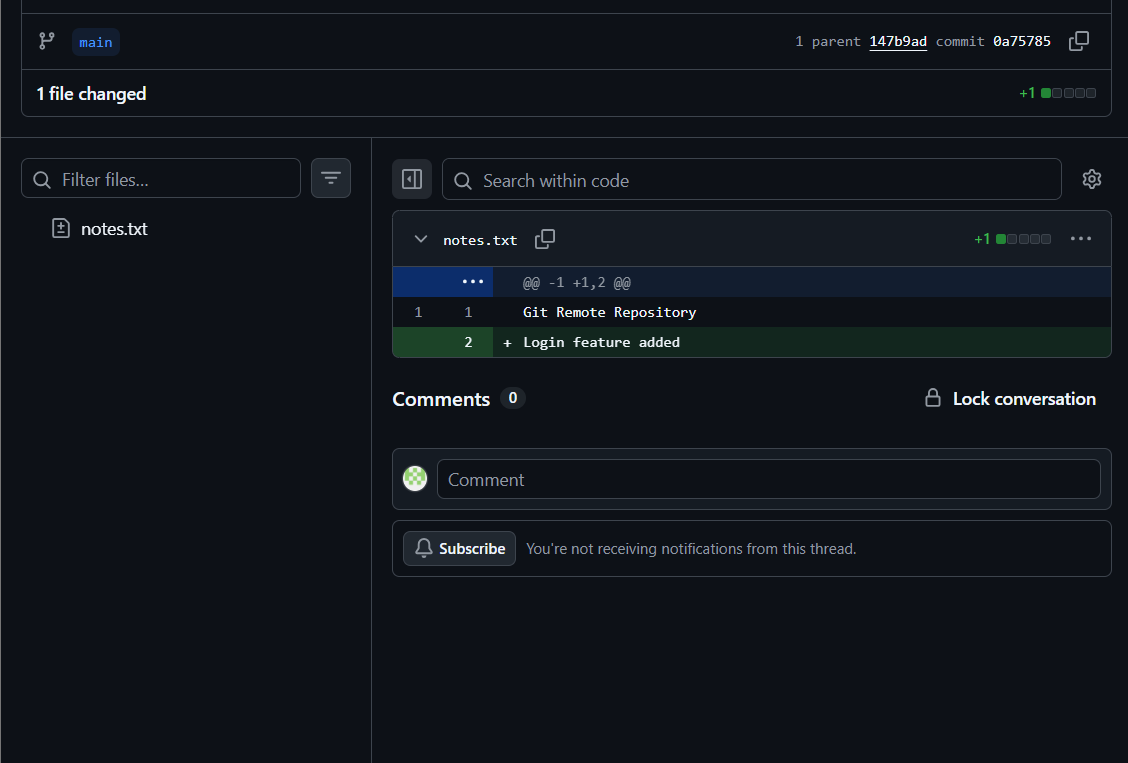 main 1 parent 147b9ad commit 0a75785
1 file changed +1
Filter files... Search within code
notes.txt
notes.txt +1
@@ -1 +1,2 @@
1 1 Git Remote Repository
2 + Login feature added
Comments 0 Lock conversation
Comment
Subscribe You're not receiving notifications from this thread.